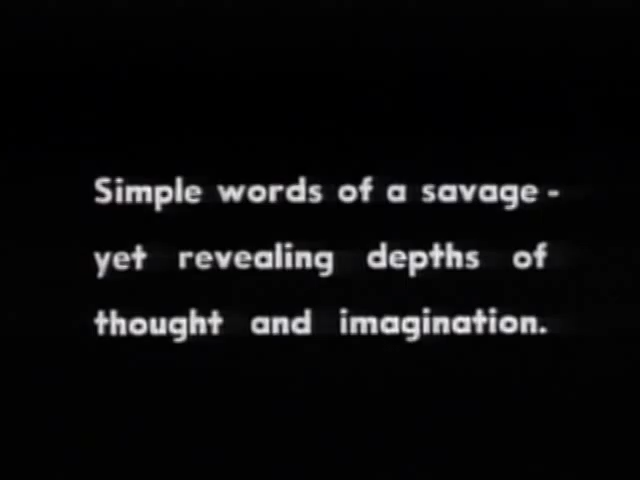 Simple words of a savage -
yet revealing depths of
thought and imagination.